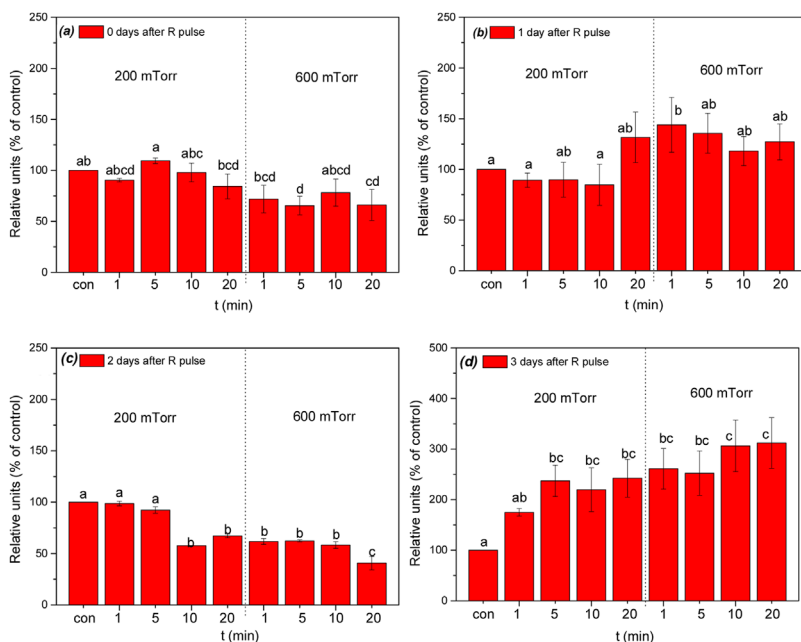 (a) 0 days after R pulse
200 mTorr 600 mTorr
Relative units (% of control)
250
200
150
100
50
0
ab abcd a abc bcd bcd d abcd cd
con 1 5 10 20 1 5 10 20
t (min)
(b) 1 day after R pulse
200 mTorr 600 mTorr
Relative units (% of control)
250
200
150
100
50
0
a a ab a ab b ab ab ab
con 1 5 10 20 1 5 10 20
t (min)
(c) 2 days after R pulse
200 mTorr 600 mTorr
Relative units (% of control)
250
200
150
100
50
0
a a a b b b b b c
con 1 5 10 20 1 5 10 20
t (min)
(d) 3 days after R pulse
200 mTorr 600 mTorr
Relative units (% of control)
500
400
300
200
100
0
a ab bc bc bc bc bc c c
con 1 5 10 20 1 5 10 20
t (min)